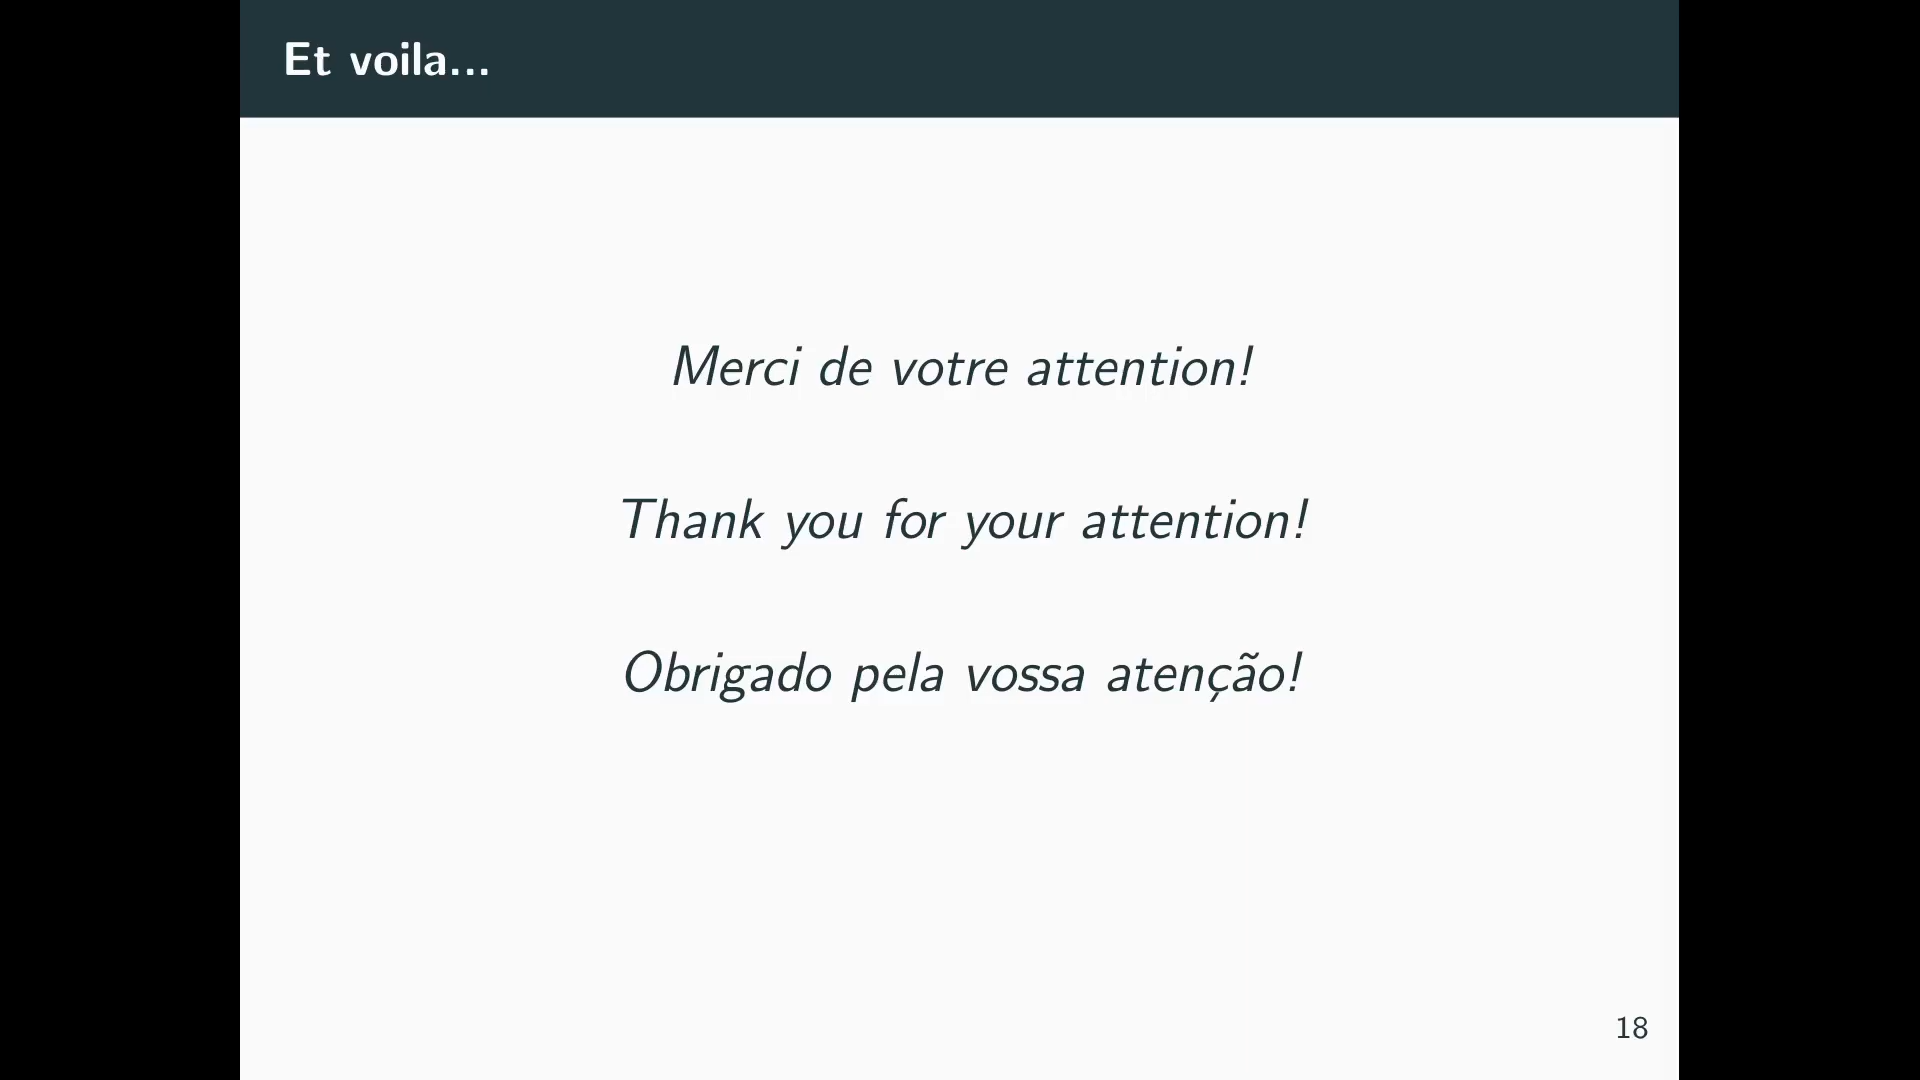 Et voila...
Merci de votre attention!
Thank you for your attention!
Obrigado pela vossa atenção!
18